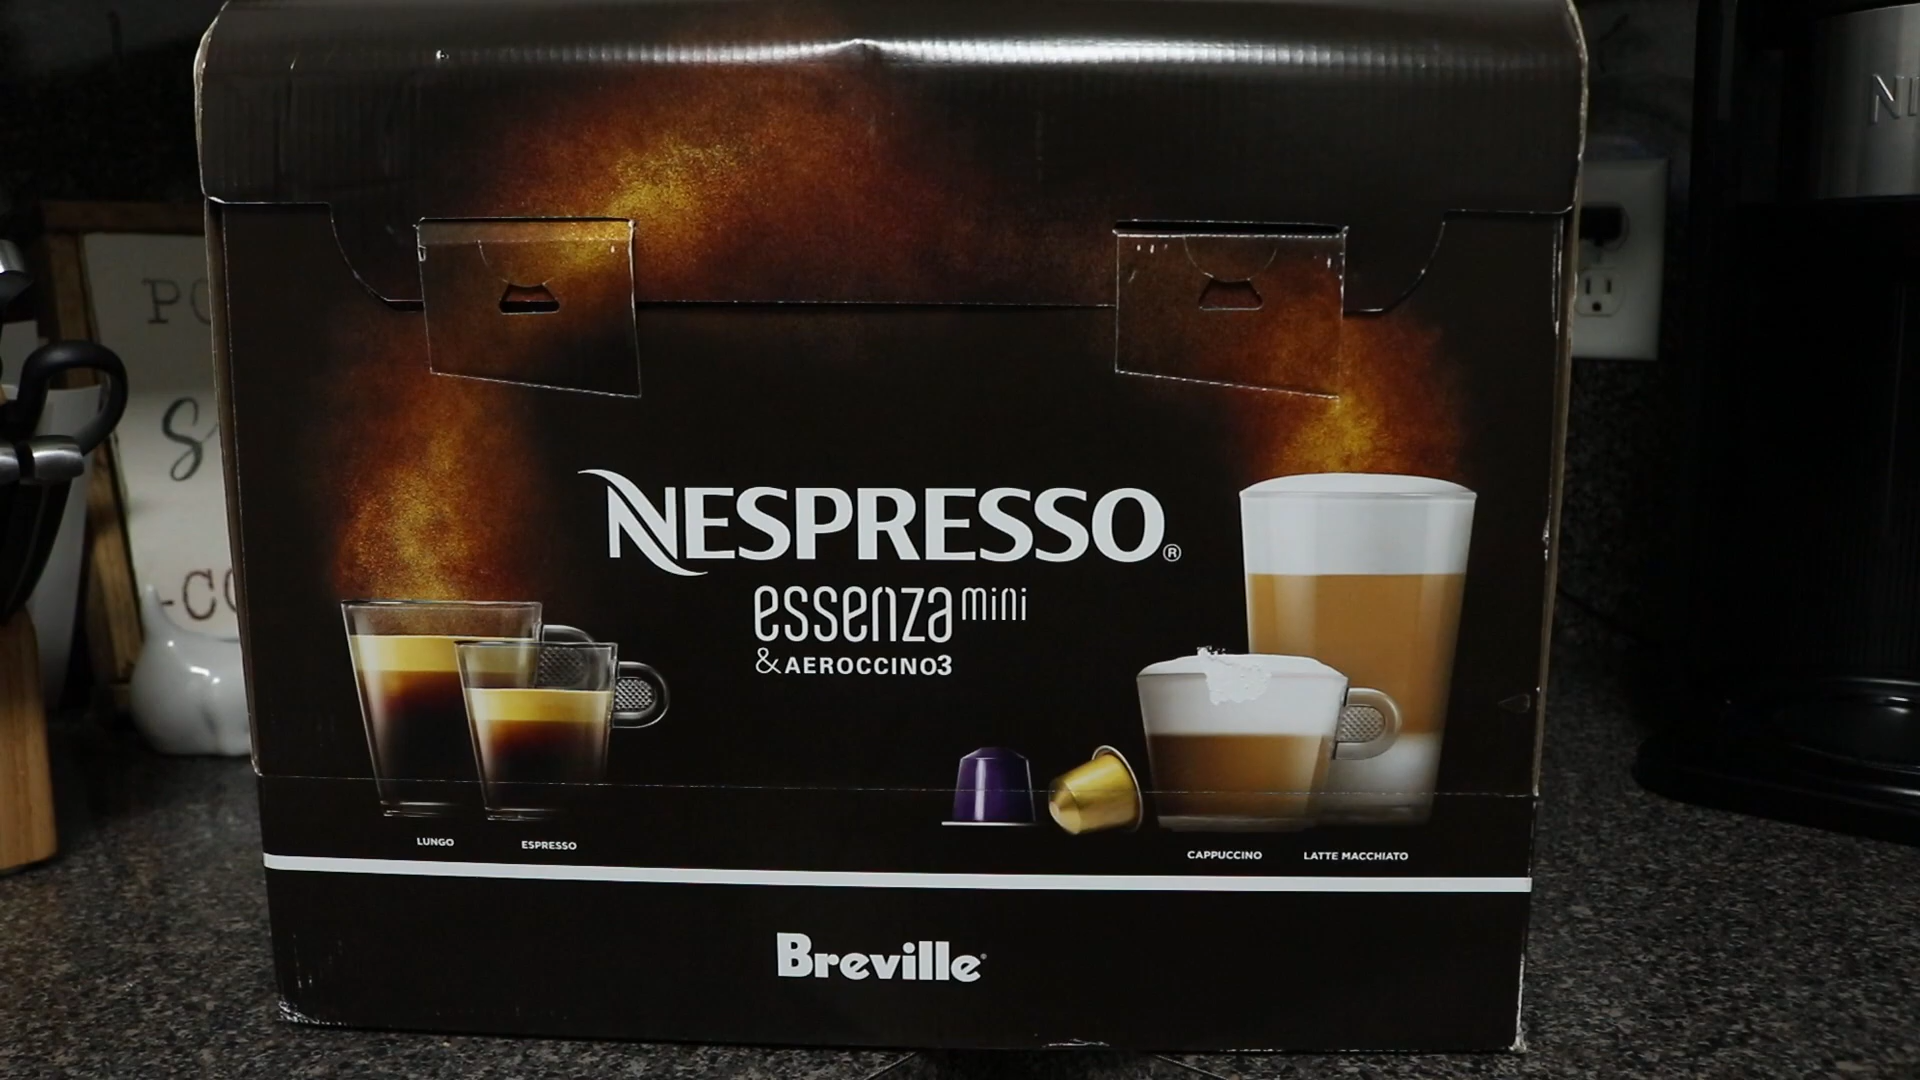 NESPRESSO®
essenza mini
& AEROCCINO3
LUNGO
ESPRESSO
CAPPUCCINO
LATTE MACCHIATO
Breville